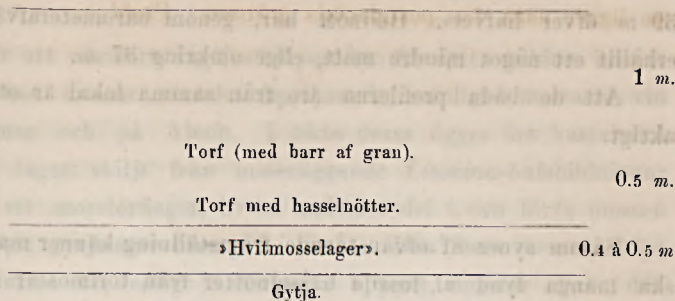 1 m.
Torf (med barr af gran).
0.5 m.
Torf med hasselnötter.
»Hvitmosselager». 0.4 à 0.5 m
Gytja.